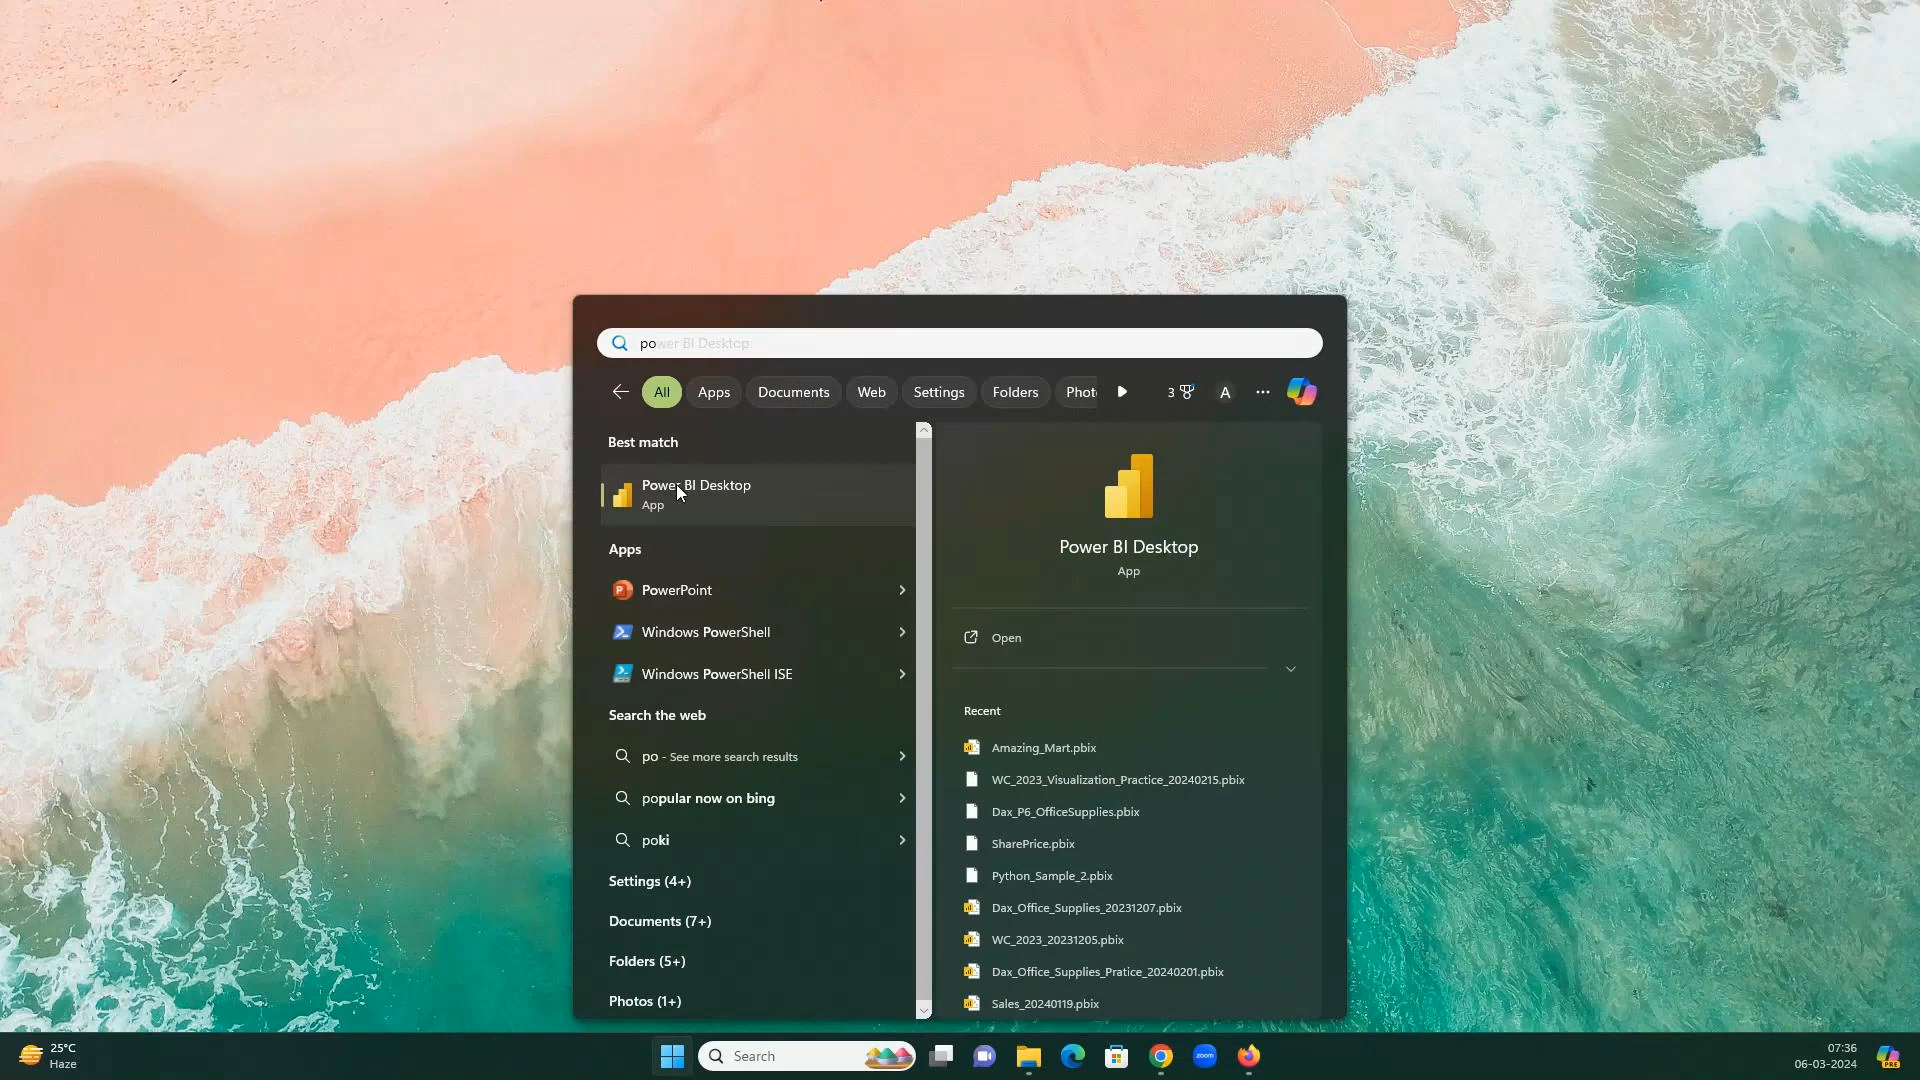 power BI Desktop
All
Apps
Documents
Web
Settings
Folders
Phot
3
A
Best match
Power BI Desktop
App
Apps
PowerPoint
Windows PowerShell
Windows PowerShell ISE
Search the web
po - See more search results
popular now on bing
poki
Settings (4+)
Documents (7+)
Folders (5+)
Photos (1+)
Power BI Desktop
App
Open
Recent
Amazing_Mart.pbix
WC_2023_Visualization_Practice_20240215.pbix
Dax_P6_OfficeSupplies.pbix
SharePrice.pbix
Python_Sample_2.pbix
Dax_Office_Supplies_20231207.pbix
WC_2023_20231205.pbix
Dax_Office_Supplies_Pratice_20240201.pbix
Sales_20240119.pbix
25°C
Haze
Search
zoom
07:36
06-03-2024
PRE